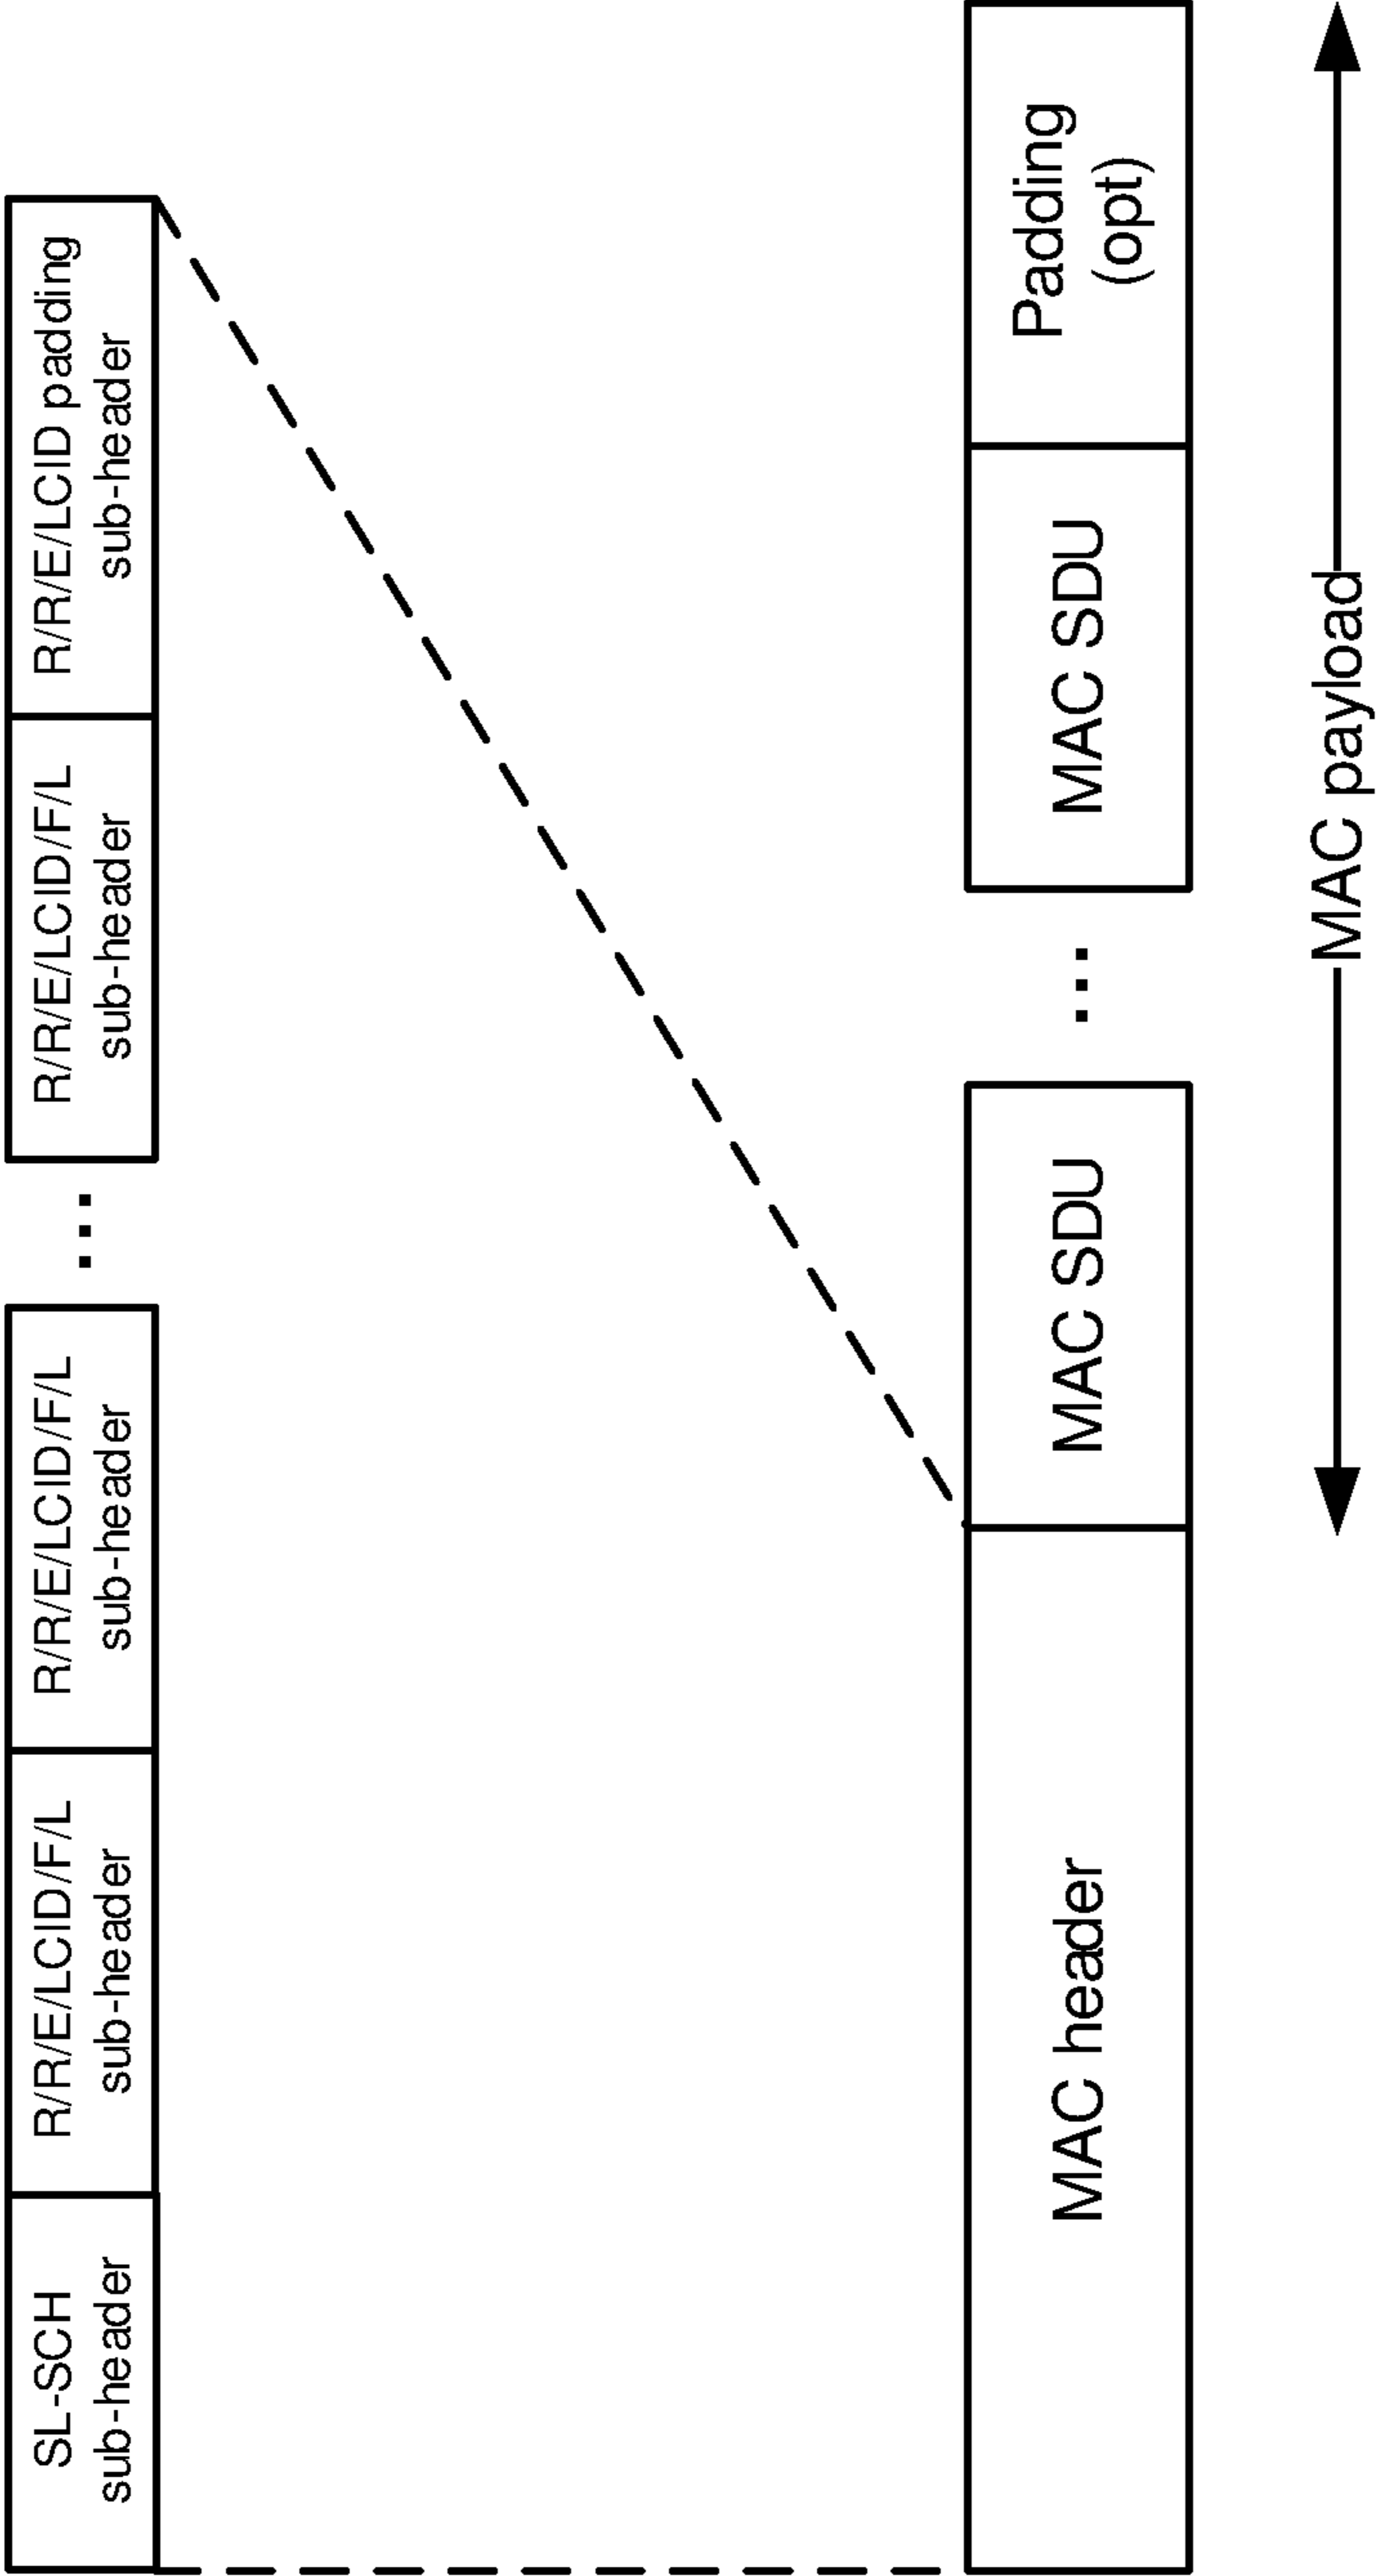 SL-SCH
sub-header
R/R/E/LCID/F/L
sub-header
R/R/E/LCID/F/L
sub-header
...
R/R/E/LCID/F/L
sub-header
R/R/E/LCID padding
sub-header
MAC header
MAC SDU
...
MAC SDU
Padding
(opt)
MAC payload